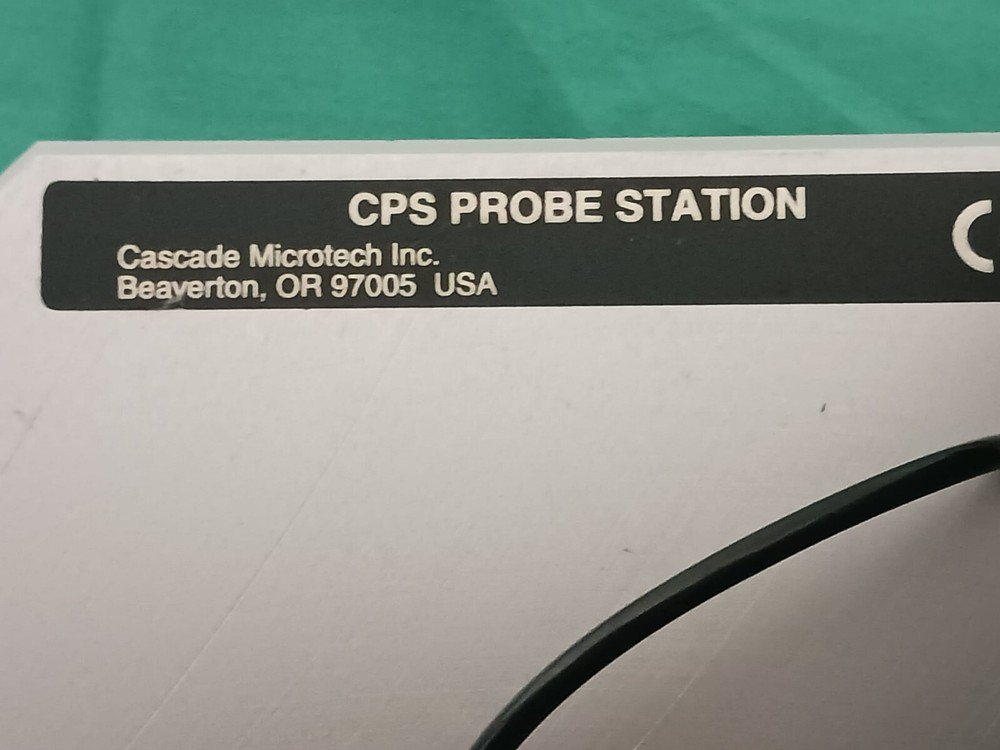 CPS PROBE STATION
Cascade Microtech Inc.
Beaverton, OR 97005 USA